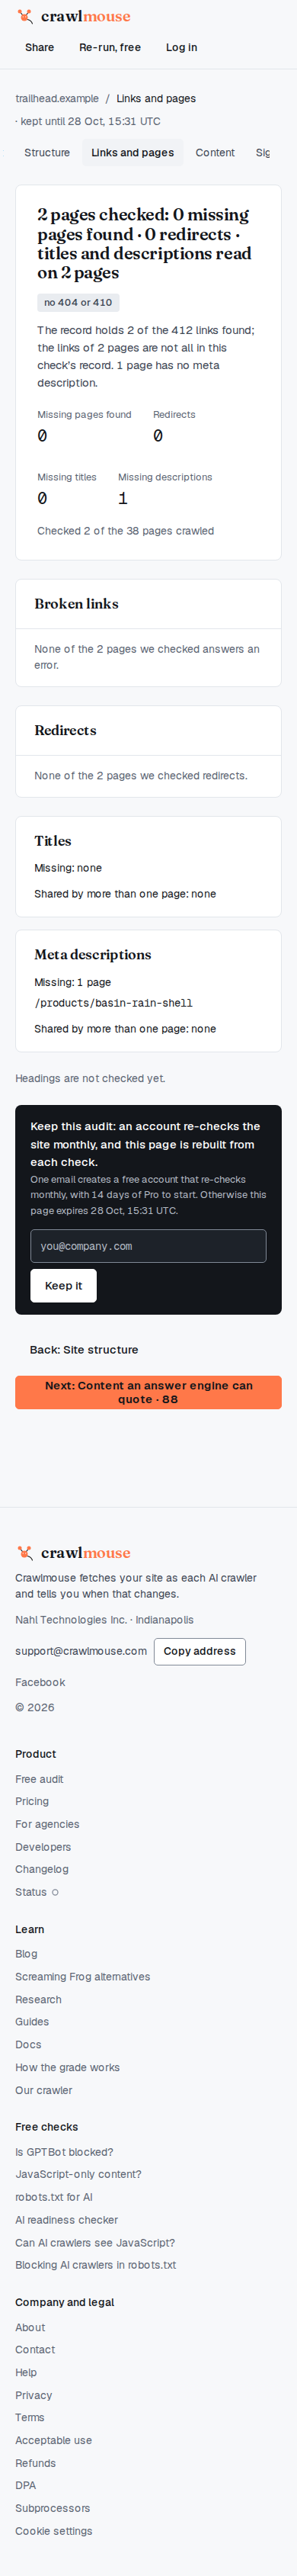 crawlmouse
Share Re-run, free Log in
trailhead.example / Links and pages
· kept until 28 Oct, 15:31 UTC
Structure Links and pages Content
2 pages checked: 0 missing
pages found · 0 redirects ·
titles and descriptions read
on 2 pages
no 404 or 410
The record holds 2 of the 412 links found;
the links of 2 pages are not all in this
check's record. 1 page has no meta
description.
Missing pages found Redirects
0 0
Missing titles Missing descriptions
0 1
Checked 2 of the 38 pages crawled
Broken links
None of the 2 pages we checked answers an
error.
Redirects
None of the 2 pages we checked redirects.
Titles
Missing: none
Shared by more than one page: none
Meta descriptions
Missing: 1 page
/products/basin-rain-shell
Shared by more than one page: none
Headings are not checked yet.
Keep this audit: an account re-checks the
site monthly, and this page is rebuilt from
each check.
One email creates a free account that re-checks
monthly, with 14 days of Pro to start. Otherwise this
page expires 28 Oct, 15:31 UTC.
you@company.com
Keep it
Back: Site structure
Next: Content an answer engine can
quote · 88
crawlmouse
Crawlmouse fetches your site as each AI crawler
and tells you when that changes.
Nahl Technologies Inc. · Indianapolis
support@crawlmouse.com Copy address
Facebook
© 2026
Product
Free audit
Pricing
For agencies
Developers
Changelog
Status
Learn
Blog
Screaming Frog alternatives
Research
Guides
Docs
How the grade works
Our crawler
Free checks
Is GPTBot blocked?
JavaScript-only content?
robots.txt for AI
AI readiness checker
Can AI crawlers see JavaScript?
Blocking AI crawlers in robots.txt
Company and legal
About
Contact
Help
Privacy
Terms
Acceptable use
Refunds
DPA
Subprocessors
Cookie settings